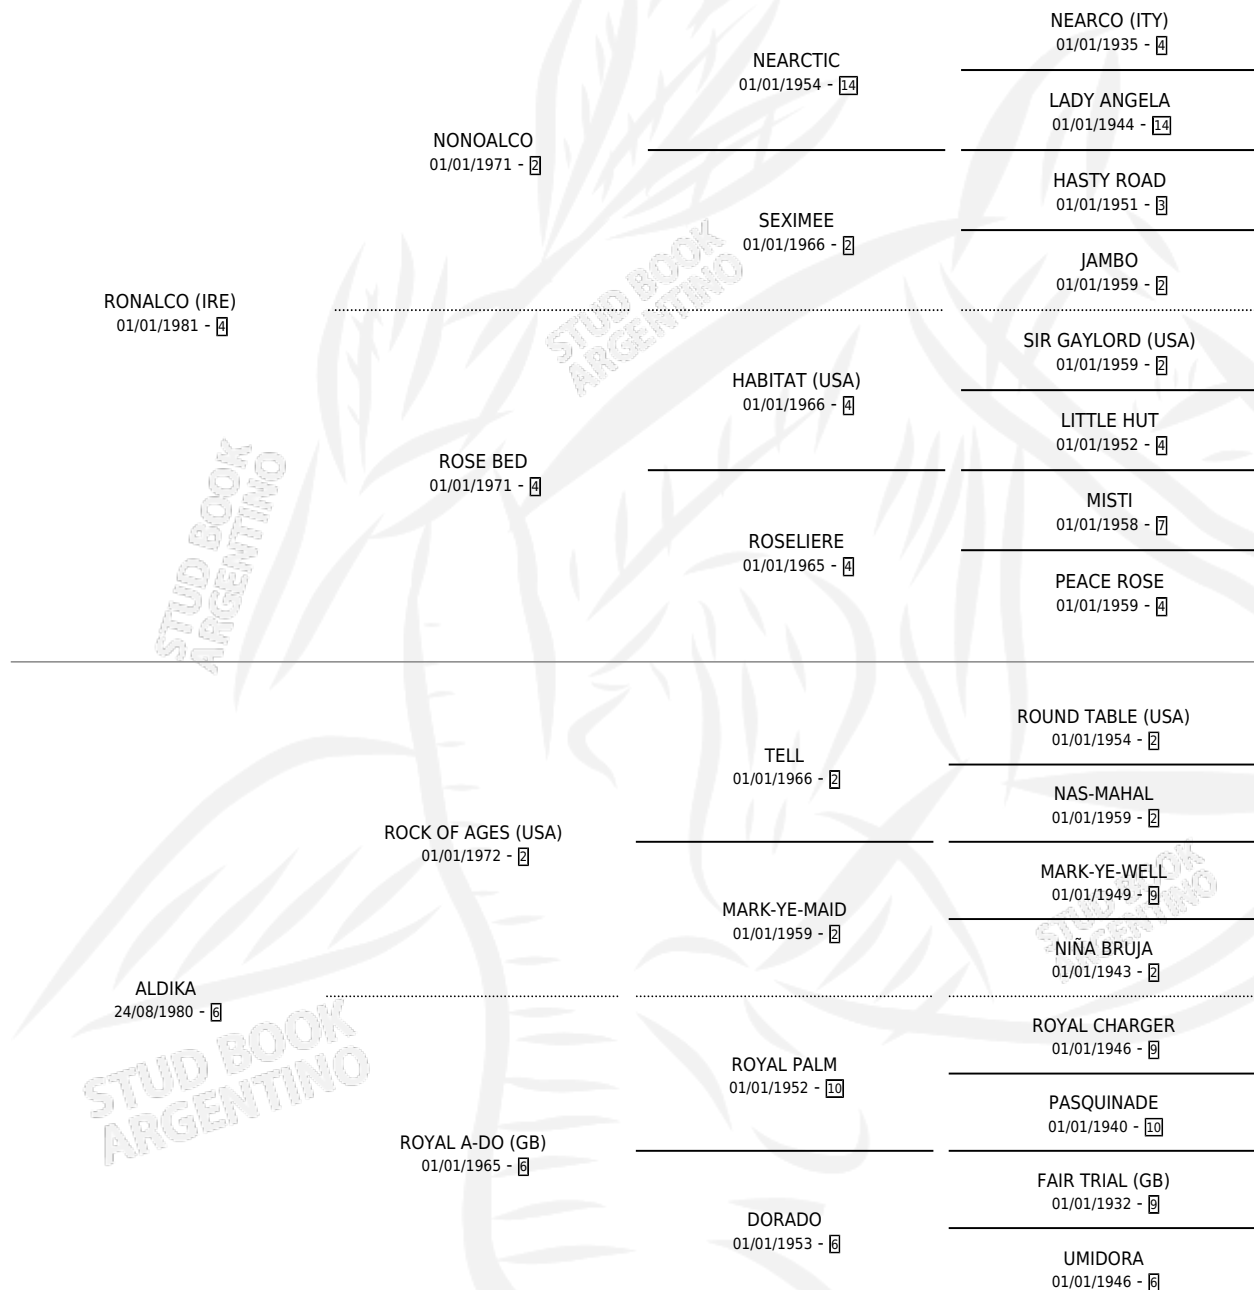 NEARCO (ITY)
01/01/1935 - 4
NEARCTIC
01/01/1954 - 14
LADY ANGELA
01/01/1944 - 14
NONOALCO
01/01/1971 - 2
HASTY ROAD
01/01/1951 - 3
SEXIMEE
01/01/1966 - 2
JAMBO
01/01/1959 - 2
RONALCO (IRE)
01/01/1981 - 4
SIR GAYLORD (USA)
01/01/1959 - 2
HABITAT (USA)
01/01/1966 - 4
LITTLE HUT
01/01/1952 - 4
ROSE BED
01/01/1971 - 4
MISTI
01/01/1958 - 7
ROSELIERE
01/01/1965 - 4
PEACE ROSE
01/01/1959 - 4
ROUND TABLE (USA)
01/01/1954 - 2
TELL
01/01/1966 - 2
NAS-MAHAL
01/01/1959 - 2
ROCK OF AGES (USA)
01/01/1972 - 2
MARK-YE-WELL
01/01/1949 - 9
MARK-YE-MAID
01/01/1959 - 2
NIÑA BRUJA
01/01/1943 - 2
ALDIKA
24/08/1980 - 6
ROYAL CHARGER
01/01/1946 - 9
ROYAL PALM
01/01/1952 - 10
PASQUINADE
01/01/1940 - 10
ROYAL A-DO (GB)
01/01/1965 - 6
FAIR TRIAL (GB)
01/01/1932 - 9
DORADO
01/01/1953 - 6
UMIDORA
01/01/1946 - 6
STUD BOOK
ARGENTINO
STUD BOOK
ARGENTINO
STUD BOOK
ARGENTINO
STUD BOOK
ARGENTINO